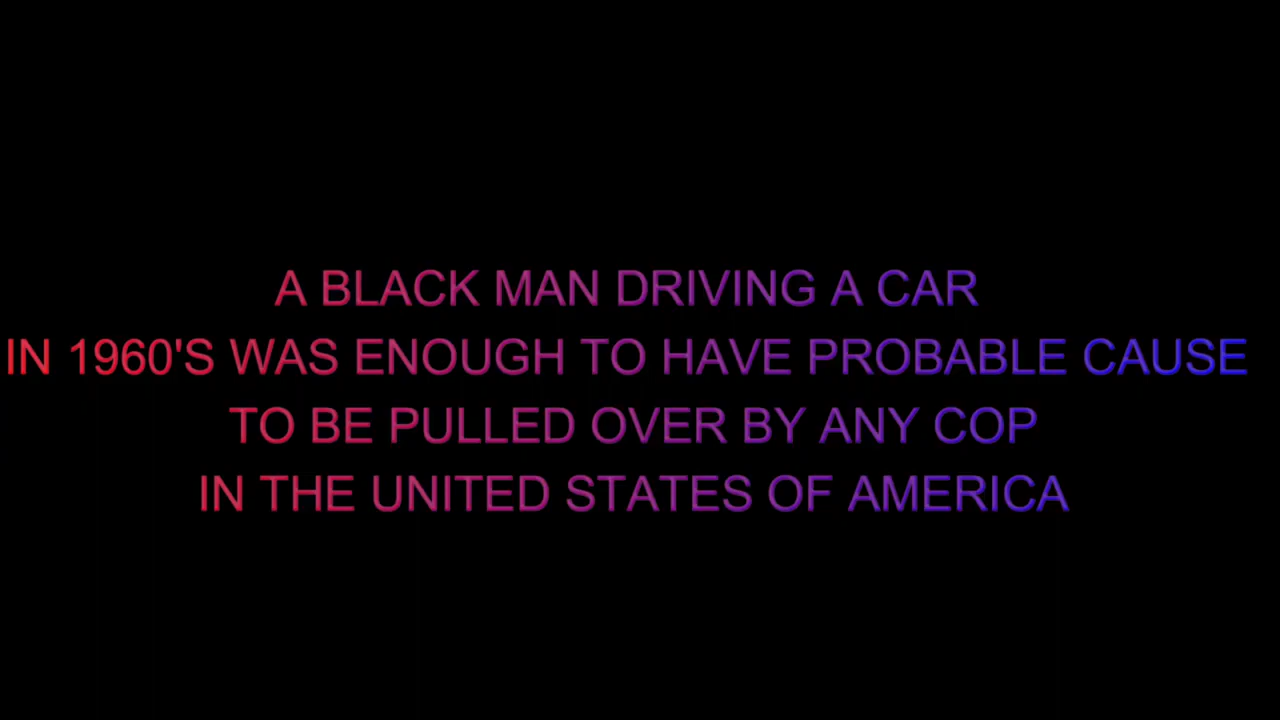 A BLACK MAN DRIVING A CAR
IN 1960'S WAS ENOUGH TO HAVE PROBABLE CAUSE
TO BE PULLED OVER BY ANY COP
IN THE UNITED STATES OF AMERICA